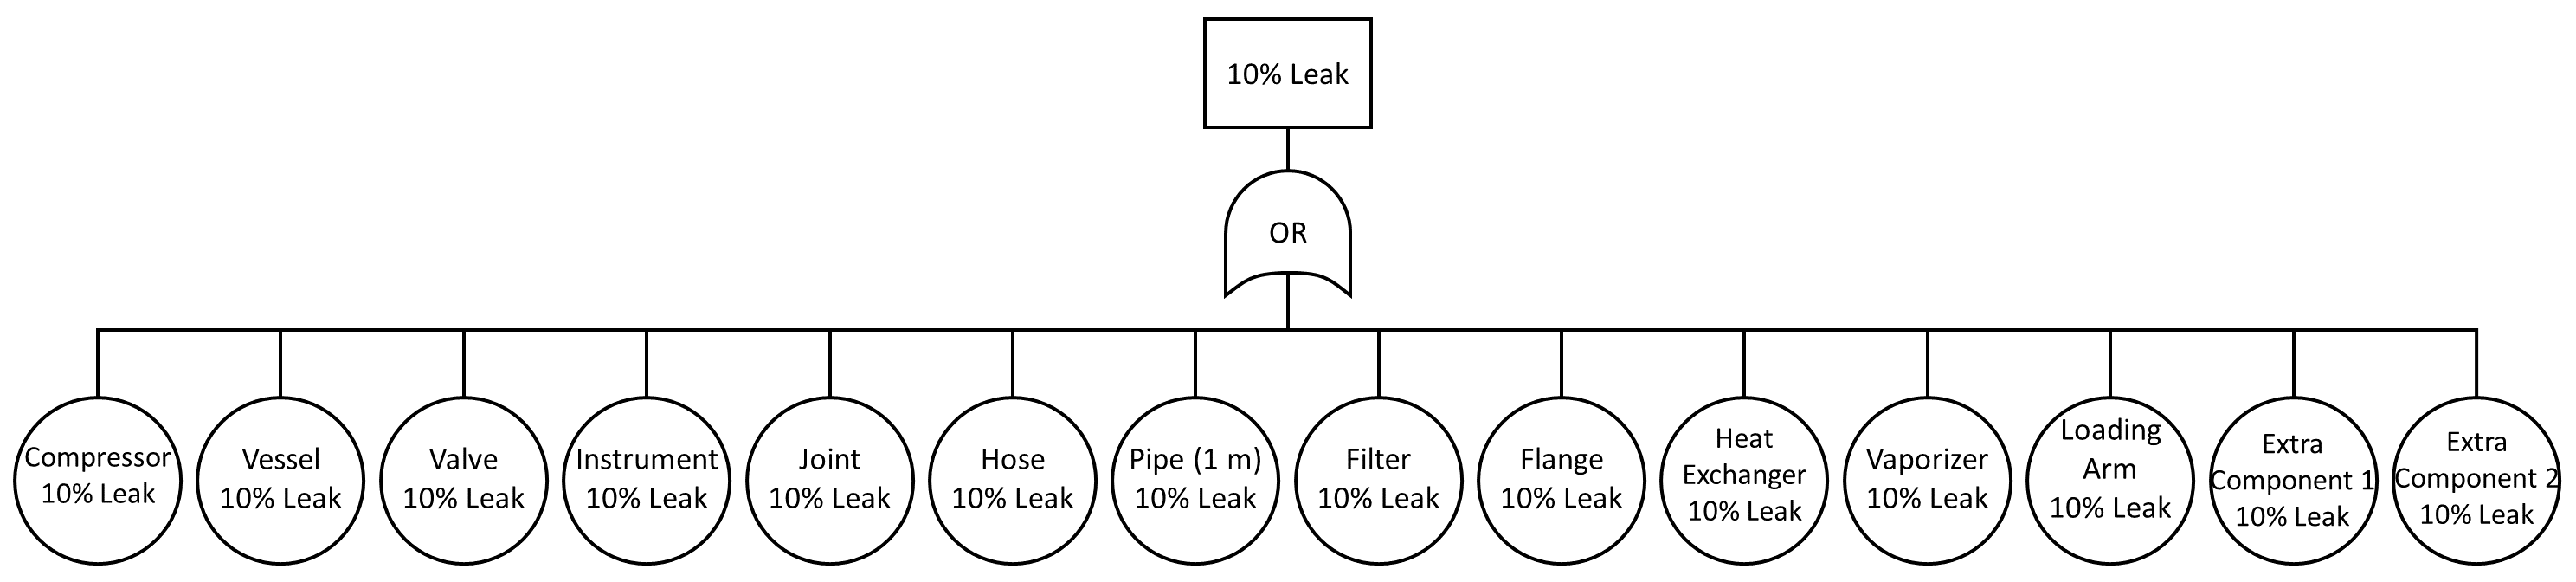 10% Leak
OR
Compressor
10% Leak
Vessel
10% Leak
Valve
10% Leak
Instrument
10% Leak
Joint
10% Leak
Hose
10% Leak
Pipe (1 m)
10% Leak
Filter
10% Leak
Flange
10% Leak
Heat
Exchanger
10% Leak
Vaporizer
10% Leak
Loading
Arm
10% Leak
Extra
Component 1
10% Leak
Extra
Component 2
10% Leak